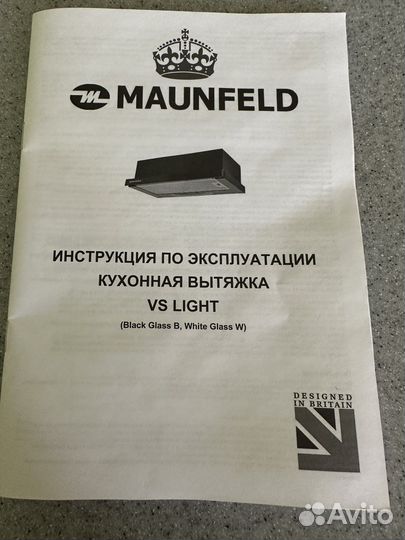 MAUNFELD
ИНСТРУКЦИЯ ПО ЭКСПЛУАТАЦИИ
КУХОННАЯ ВЫТЯЖКА
VS LIGHT
(Black Glass B, White Glass W)
DESIGNED
IN BRITAIN
Avito